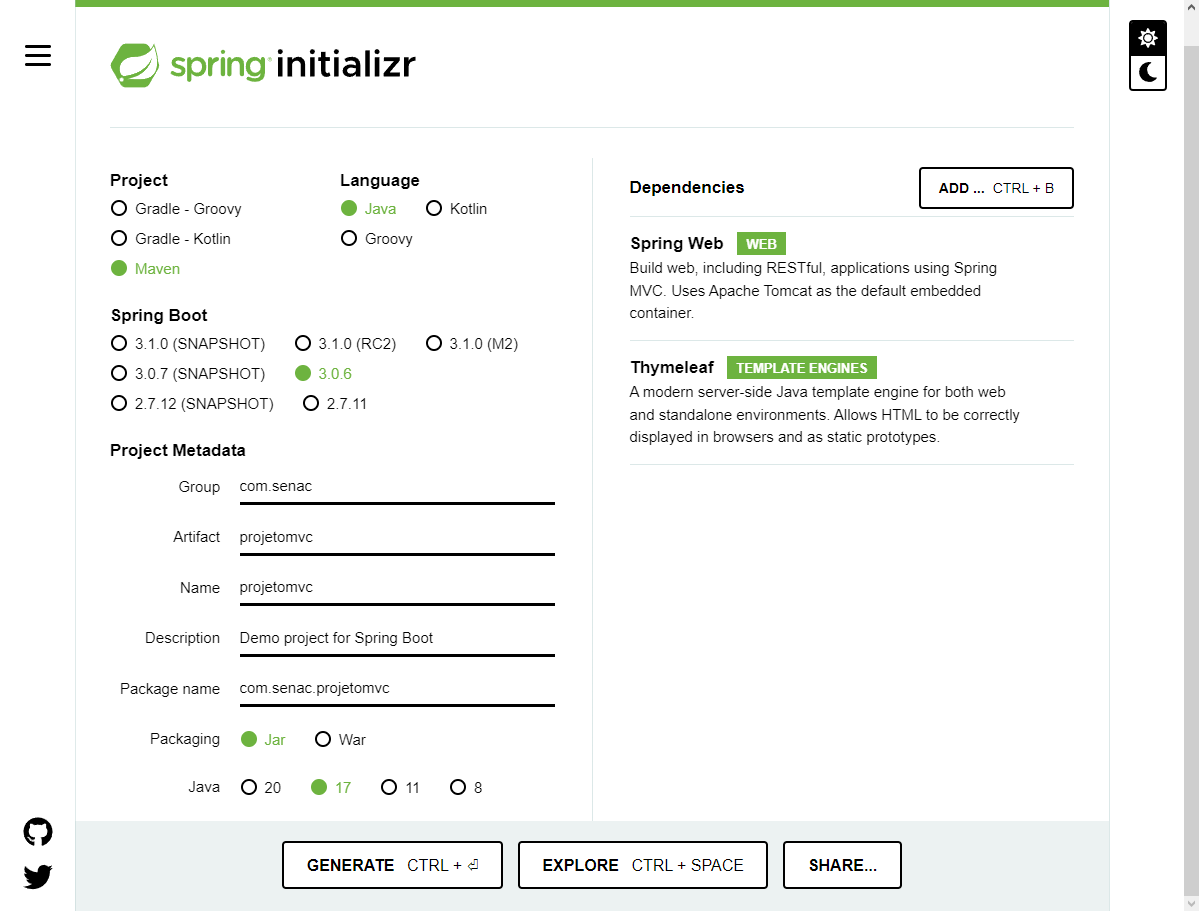 spring initializr
Project
Gradle - Groovy
Gradle - Kotlin
Maven
Language
Java Kotlin
Groovy
Spring Boot
3.1.0 (SNAPSHOT) 3.1.0 (RC2) 3.1.0 (M2)
3.0.7 (SNAPSHOT) 3.0.6
2.7.12 (SNAPSHOT) 2.7.11
Project Metadata
Group com.senac
Artifact projetomvc
Name projetomvc
Description Demo project for Spring Boot
Package name com.senac.projetomvc
Packaging Jar War
Java 20 17 11 8
Dependencies ADD ... CTRL + B
Spring Web WEB
Build web, including RESTful, applications using Spring
MVC. Uses Apache Tomcat as the default embedded
container.
Thymeleaf TEMPLATE ENGINES
A modern server-side Java template engine for both web
and standalone environments. Allows HTML to be correctly
displayed in browsers and as static prototypes.
GENERATE CTRL + ⏎ EXPLORE CTRL + SPACE SHARE...